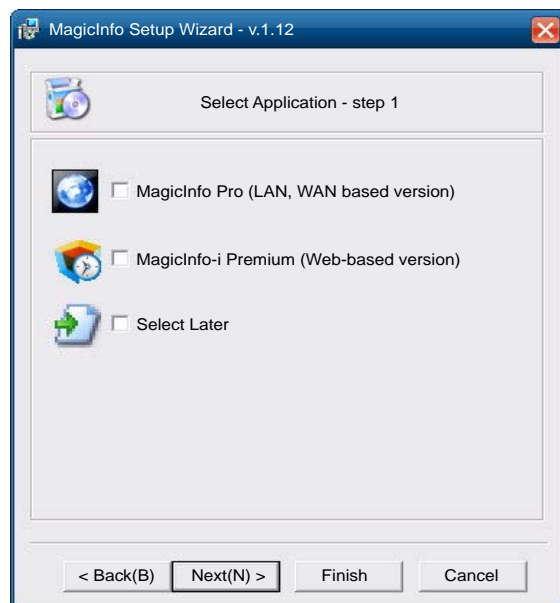 MagicInfo Setup Wizard - v.1.12
Select Application - step 1
MagicInfo Pro (LAN, WAN based version)
MagicInfo-i Premium (Web-based version)
Select Later
< Back(B) Next(N) > Finish Cancel